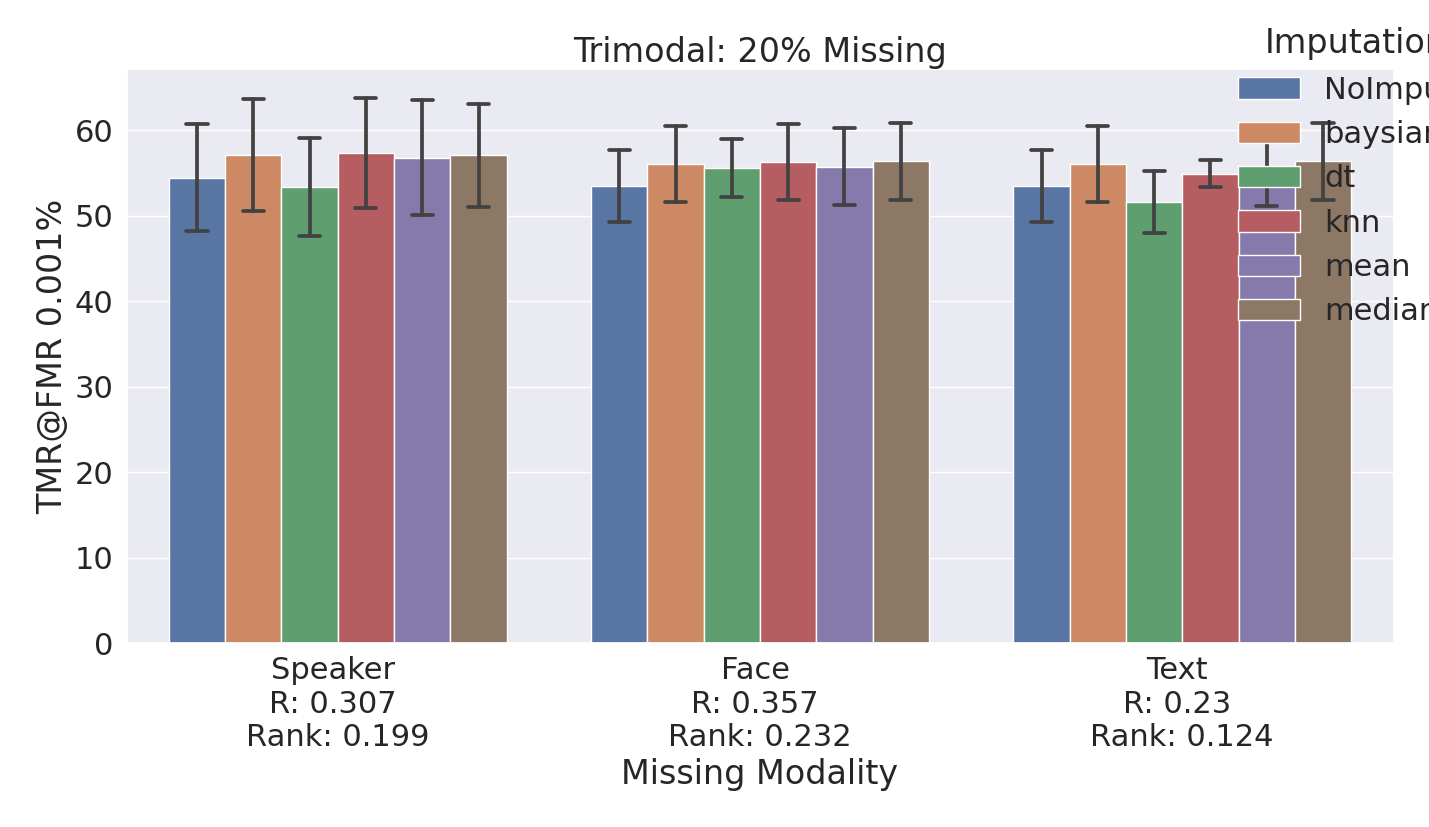 Trimodal: 20% Missing
Imputation
NoImpu
baysian
dt
knn
mean
median
TMR@FMR 0.001%
60
50
40
30
20
10
0
Speaker
R: 0.307
Rank: 0.199
Face
R: 0.357
Rank: 0.232
Text
R: 0.23
Rank: 0.124
Missing Modality